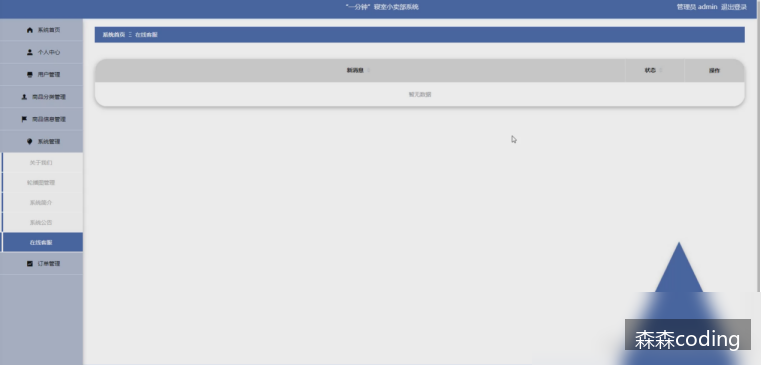 “一分钟”寝室小卖部系统
管理员 admin 退出登录
系统首页
系统首页 ⁝ 在线客服
个人中心
新消息 状态 操作
用户管理
暂无数据
商品分类管理
商品信息管理
系统管理
关于我们
轮播图管理
系统简介
系统公告
在线客服
订单管理
森森coding